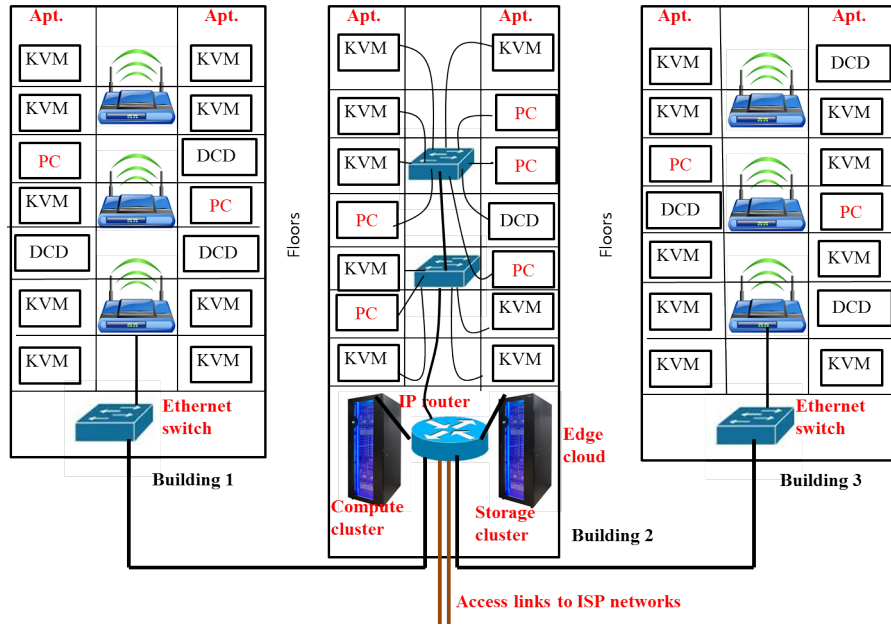 Apt. Apt.
KVM KVM
KVM KVM
PC DCD
KVM PC
DCD DCD
KVM KVM
KVM KVM
Ethernet
switch
Building 1
Floors
Apt. Apt.
KVM KVM
KVM PC
KVM PC
PC DCD
KVM PC
PC KVM
KVM KVM
IP router
Edge
cloud
Compute
cluster
Storage
cluster
Building 2
Floors
Apt. Apt.
KVM DCD
KVM KVM
PC KVM
DCD PC
KVM KVM
KVM DCD
KVM KVM
Ethernet
switch
Building 3
Access links to ISP networks